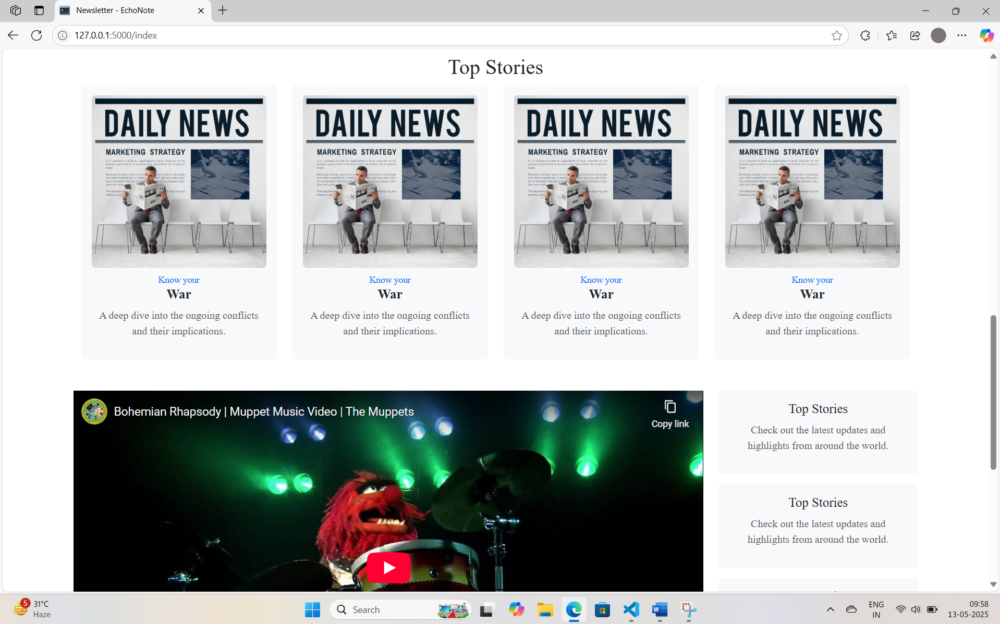 Newsletter - EchoNote
127.0.0.1:5000/index
Top Stories
DAILY NEWS
MARKETING STRATEGY
Know your
War
A deep dive into the ongoing conflicts
and their implications.
DAILY NEWS
MARKETING STRATEGY
Know your
War
A deep dive into the ongoing conflicts
and their implications.
DAILY NEWS
MARKETING STRATEGY
Know your
War
A deep dive into the ongoing conflicts
and their implications.
DAILY NEWS
MARKETING STRATEGY
Know your
War
A deep dive into the ongoing conflicts
and their implications.
Bohemian Rhapsody | Muppet Music Video | The Muppets
Copy link
Top Stories
Check out the latest updates and
highlights from around the world.
Top Stories
Check out the latest updates and
highlights from around the world.
5
31°C
Haze
Search
ENG
IN
09:58
13-05-2025